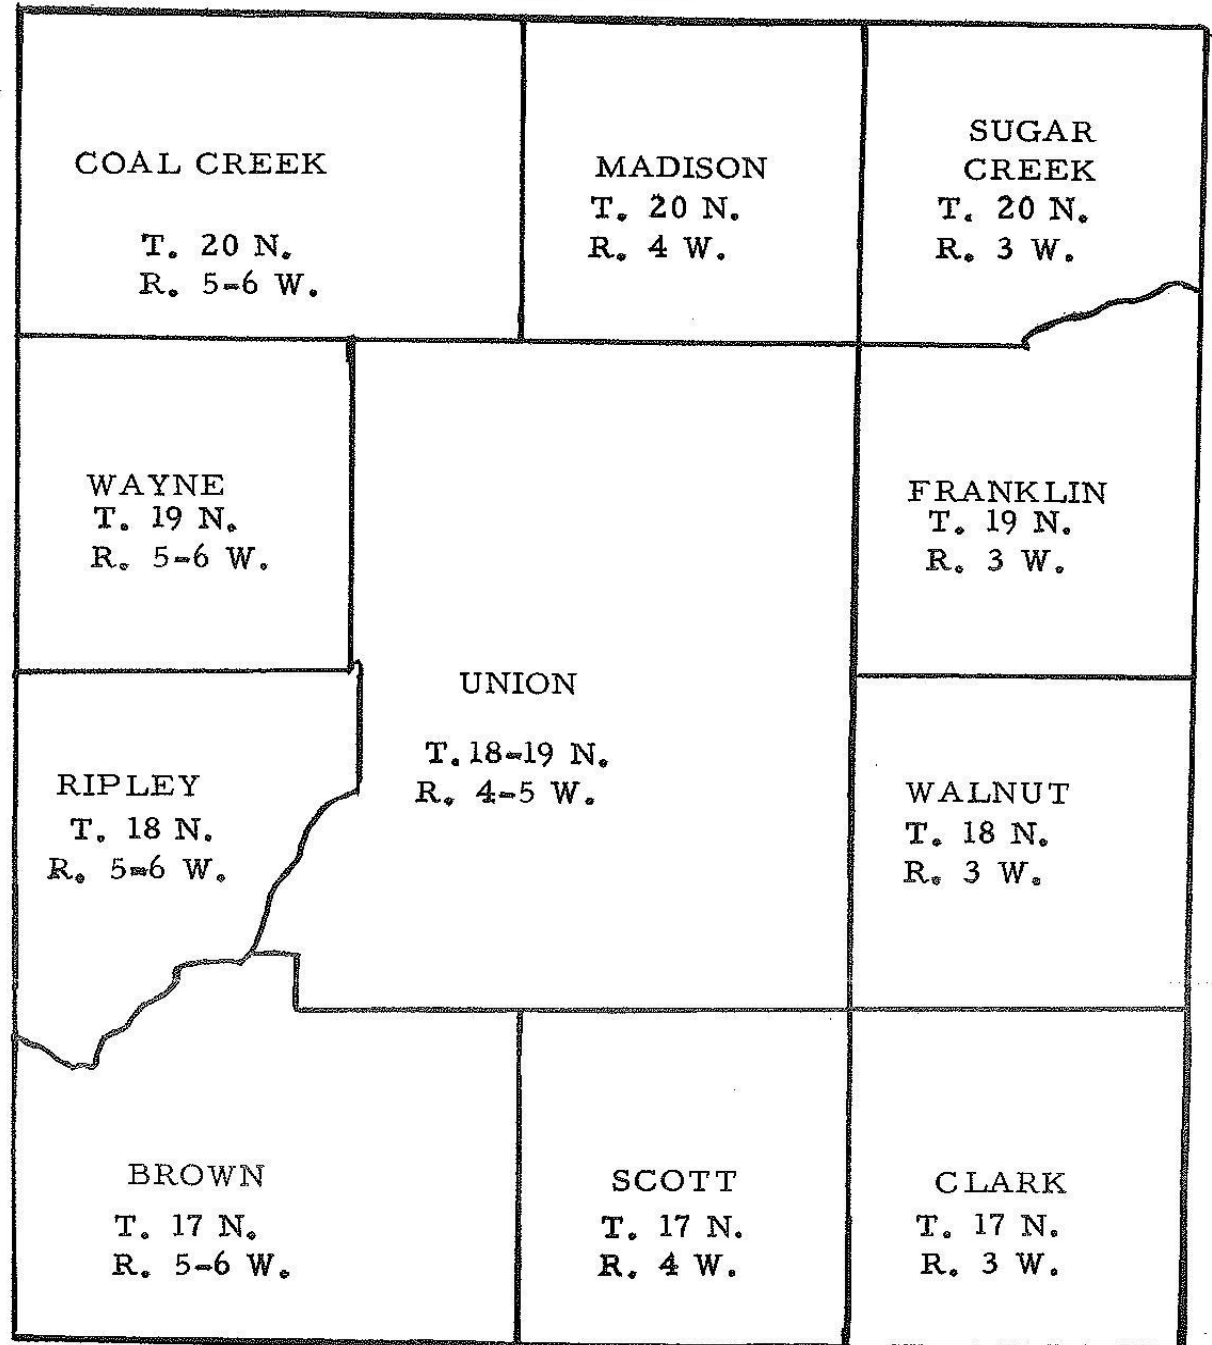 COAL CREEK
T. 20 N.
R. 5-6 W.
MADISON
T. 20 N.
R. 4 W.
SUGAR
CREEK
T. 20 N.
R. 3 W.
WAYNE
T. 19 N.
R. 5-6 W.
FRANKLIN
T. 19 N.
R. 3 W.
UNION
T. 18-19 N.
R. 4-5 W.
RIPLEY
T. 18 N.
R. 5-6 W.
WALNUT
T. 18 N.
R. 3 W.
BROWN
T. 17 N.
R. 5-6 W.
SCOTT
T. 17 N.
R. 4 W.
CLARK
T. 17 N.
R. 3 W.